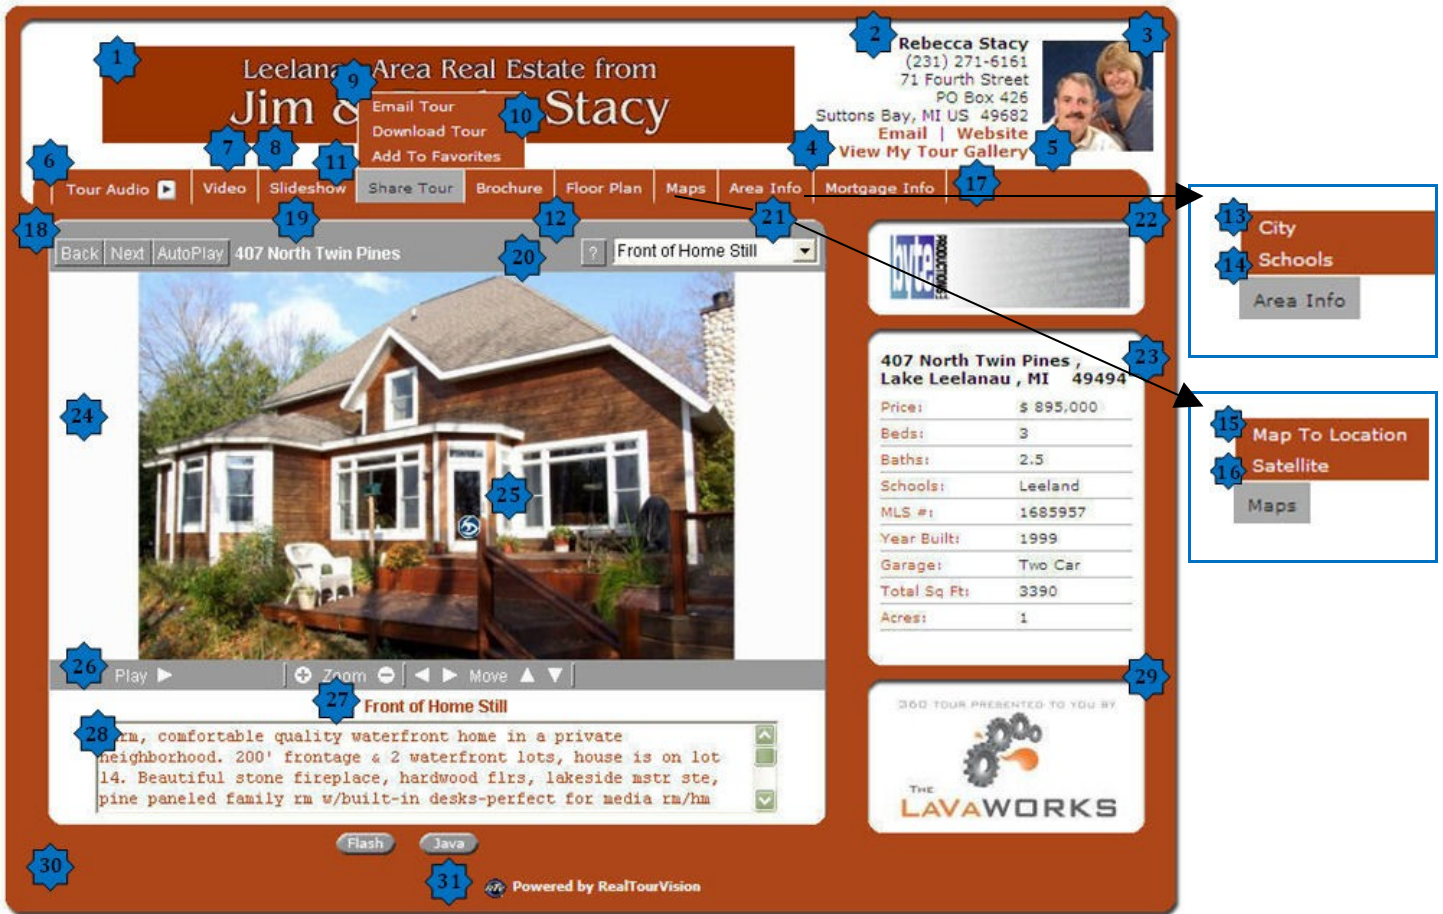 1
2
3
Leelanau Area Real Estate from
Jim & Stacy
Rebecca Stacy
(231) 271-6161
71 Fourth Street
PO Box 426
Suttons Bay, MI US 49682
Email | Website
View My Tour Gallery
4
5
9
Email Tour
10
Download Tour
11
Add To Favorites
6
7
8
17
Tour Audio
Video
Slideshow
Share Tour
Brochure
Floor Plan
Maps
Area Info
Mortgage Info
18
19
12
20
21
22
Back Next AutoPlay 407 North Twin Pines
? Front of Home Still
byte
PRODUCTIONS
13
City
14
Schools
Area Info
15
Map To Location
16
Satellite
Maps
23
407 North Twin Pines ,
Lake Leelanau , MI 49494
Price: $ 895,000
Beds: 3
Baths: 2.5
Schools: Leeland
MLS #: 1685957
Year Built: 1999
Garage: Two Car
Total Sq Ft: 3390
Acres: 1
24
25
26
Play
Zoom
Move
27
Front of Home Still
28
comfortable quality waterfront home in a private
neighborhood. 200' frontage & 2 waterfront lots, house is on lot
14. Beautiful stone fireplace, hardwood flrs, lakeside mstr ste,
pine paneled family rm w/built-in desks-perfect for media rm/hm
29
360 TOUR PRESENTED TO YOU BY
THE
LAVAWORKS
Flash
Java
30
31
Powered by RealTourVision